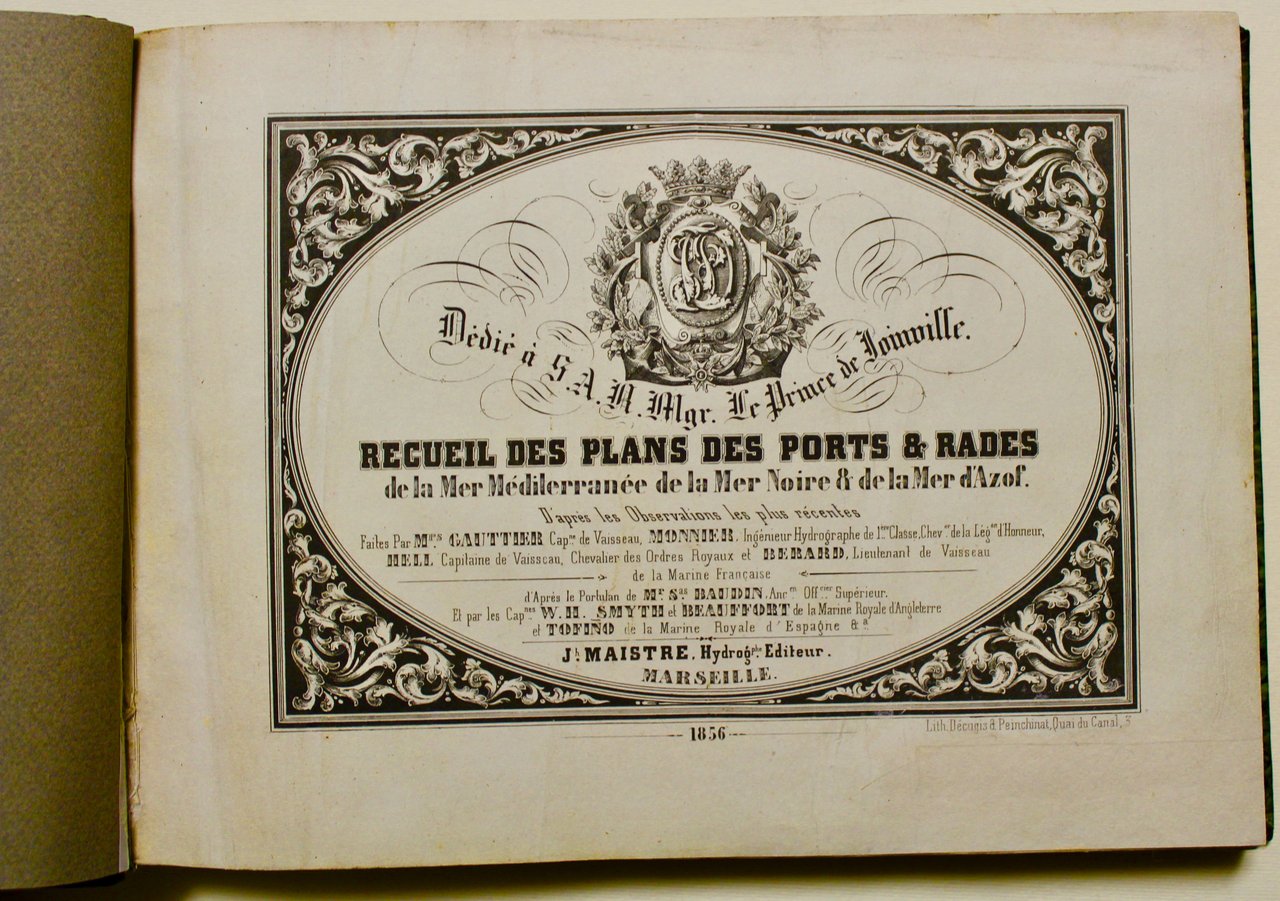 Dédié à S.A.R. Mgr. Le Prince de Joinville.
RECUEIL DES PLANS DES PORTS & RADES
de la Mer Méditerranée de la Mer Noire & de la Mer d'Azof.
D'après les Observations les plus récentes
Faites Par Mrs GAUTTIER Capne de Vaisseau, MONNIER, Ingénieur Hydrographe de 1ère Classe, Chevr de la Légon d'Honneur,
HELL Capitaine de Vaisseau, Chevalier des Ordres Royaux et BERARD, Lieutenant de Vaisseau
de la Marine Française
d'Après le Portulan de Mr Sas BAUDIN, Ancn Officier Supérieur.
Et par les Capnes W.H. SMYTH et BEAUFFORT de la Marine Royale d'Angleterre
et TOFIÑO de la Marine Royale d'Espagne &a.
Jh MAISTRE, Hydrogphe Editeur.
MARSEILLE.
1856
Lith. Décugis & Peinchinat, Quai du Canal, 3